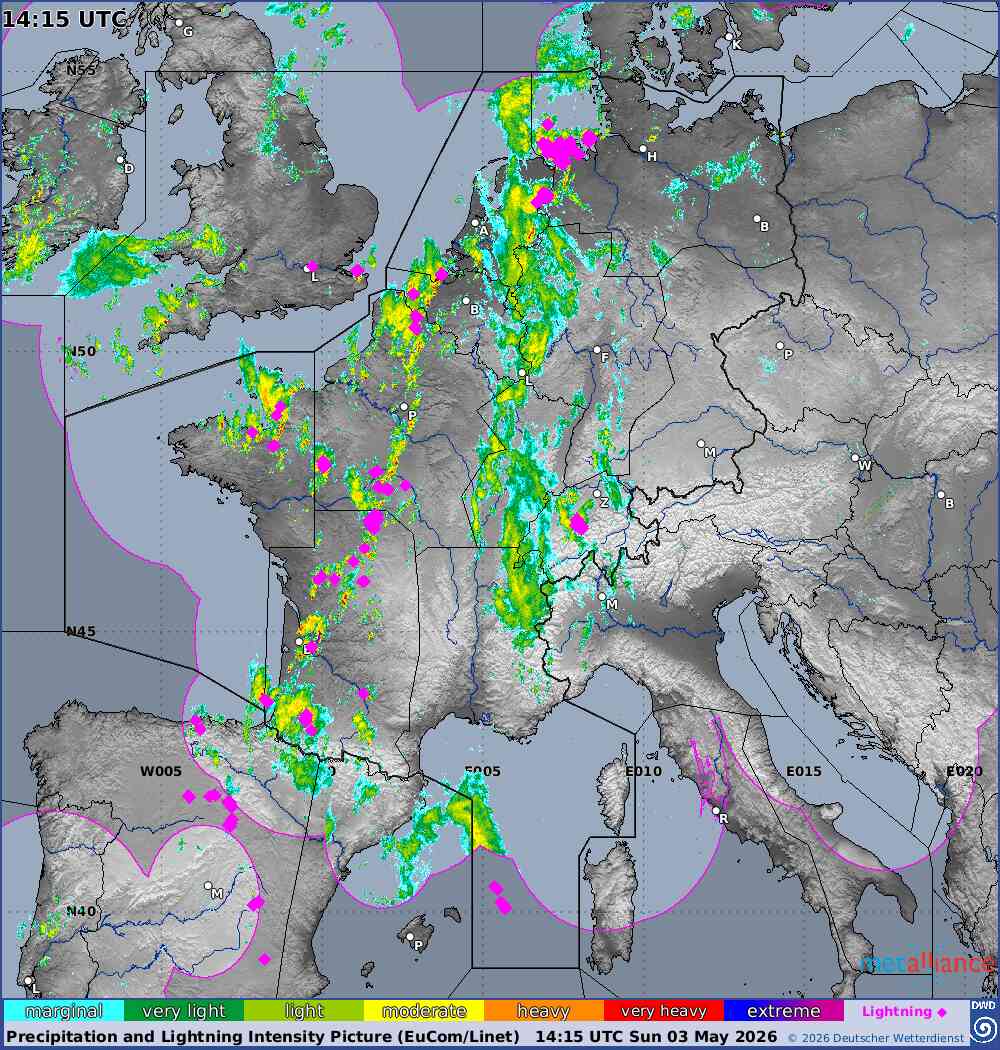 14:15 UTC
G
K
N55
H
D
A
B
L
B
N50
F
P
L
P
M
W
Z
B
M
N45
L
W005
0
E005
E010
E015
E020
R
M
N40
P
L
metalliance
marginal very light light moderate heavy very heavy extreme Lightning ◆ DWD
Precipitation and Lightning Intensity Picture (EuCom/Linet) 14:15 UTC Sun 03 May 2026 © 2026 Deutscher Wetterdienst